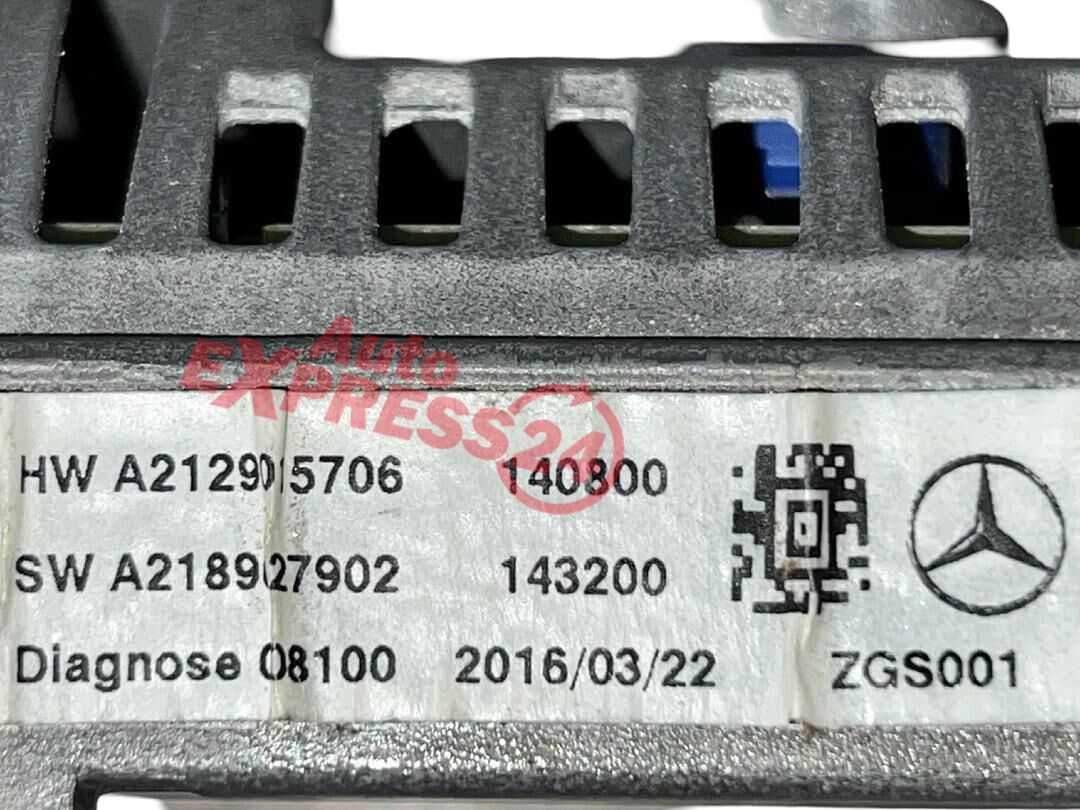 Auto
EXPRESS24
HW A2129015706 140800
SW A2189027902 143200
Diagnose 08100 2016/03/22 ZGS001